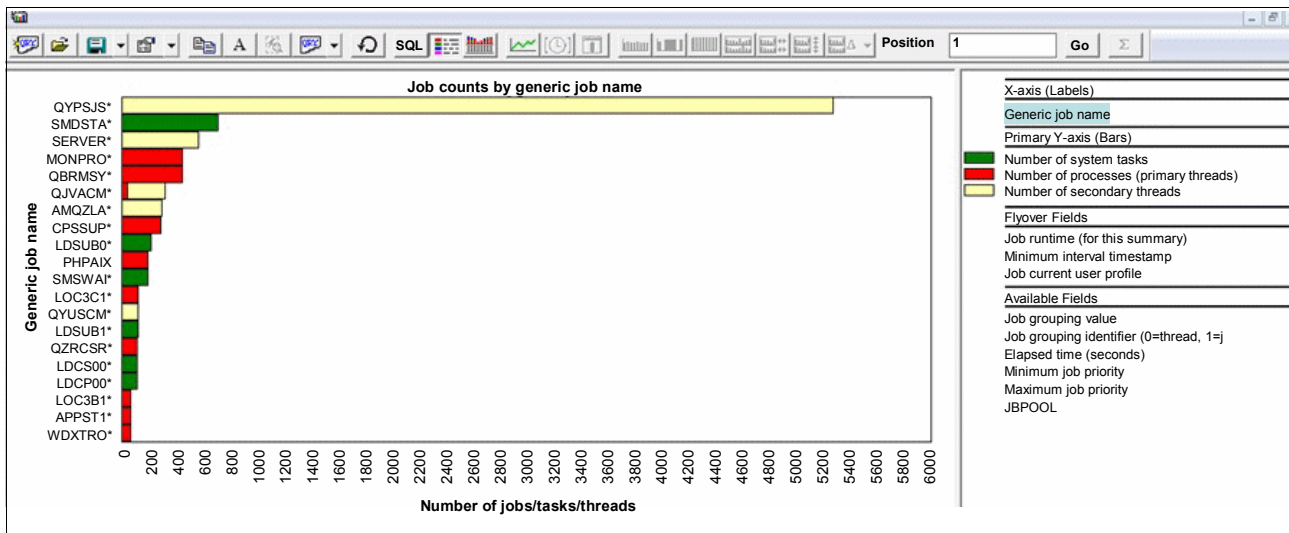 SQL
Position
1
Go
Σ
A
Job counts by generic job name
Generic job name
QYPSJS*
SMDSTA*
SERVER*
MONPRO*
QBRMSY*
QJVACM*
AMQZLA*
CPSSUP*
LDSUB0*
PHPAIX
SMSWAI*
LOC3C1*
QYUSCM*
LDSUB1*
QZRCSR*
LDCS00*
LDCP00*
LOC3B1*
APPST1*
WDXTRO*
0 200 400 600 800 1000 1200 1400 1600 1800 2000 2200 2400 2600 2800 3000 3200 3400 3600 3800 4000 4200 4400 4600 4800 5000 5200 5400 5600 5800 6000
Number of jobs/tasks/threads
X-axis (Labels)
Generic job name
Primary Y-axis (Bars)
Number of system tasks
Number of processes (primary threads)
Number of secondary threads
Flyover Fields
Job runtime (for this summary)
Minimum interval timestamp
Job current user profile
Available Fields
Job grouping value
Job grouping identifier (0=thread, 1=j
Elapsed time (seconds)
Minimum job priority
Maximum job priority
JBPOOL